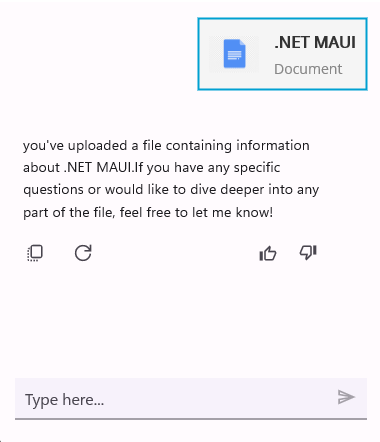 .NET MAUI
Document
you've uploaded a file containing information
about .NET MAUI.If you have any specific
questions or would like to dive deeper into any
part of the file, feel free to let me know!
Type here...